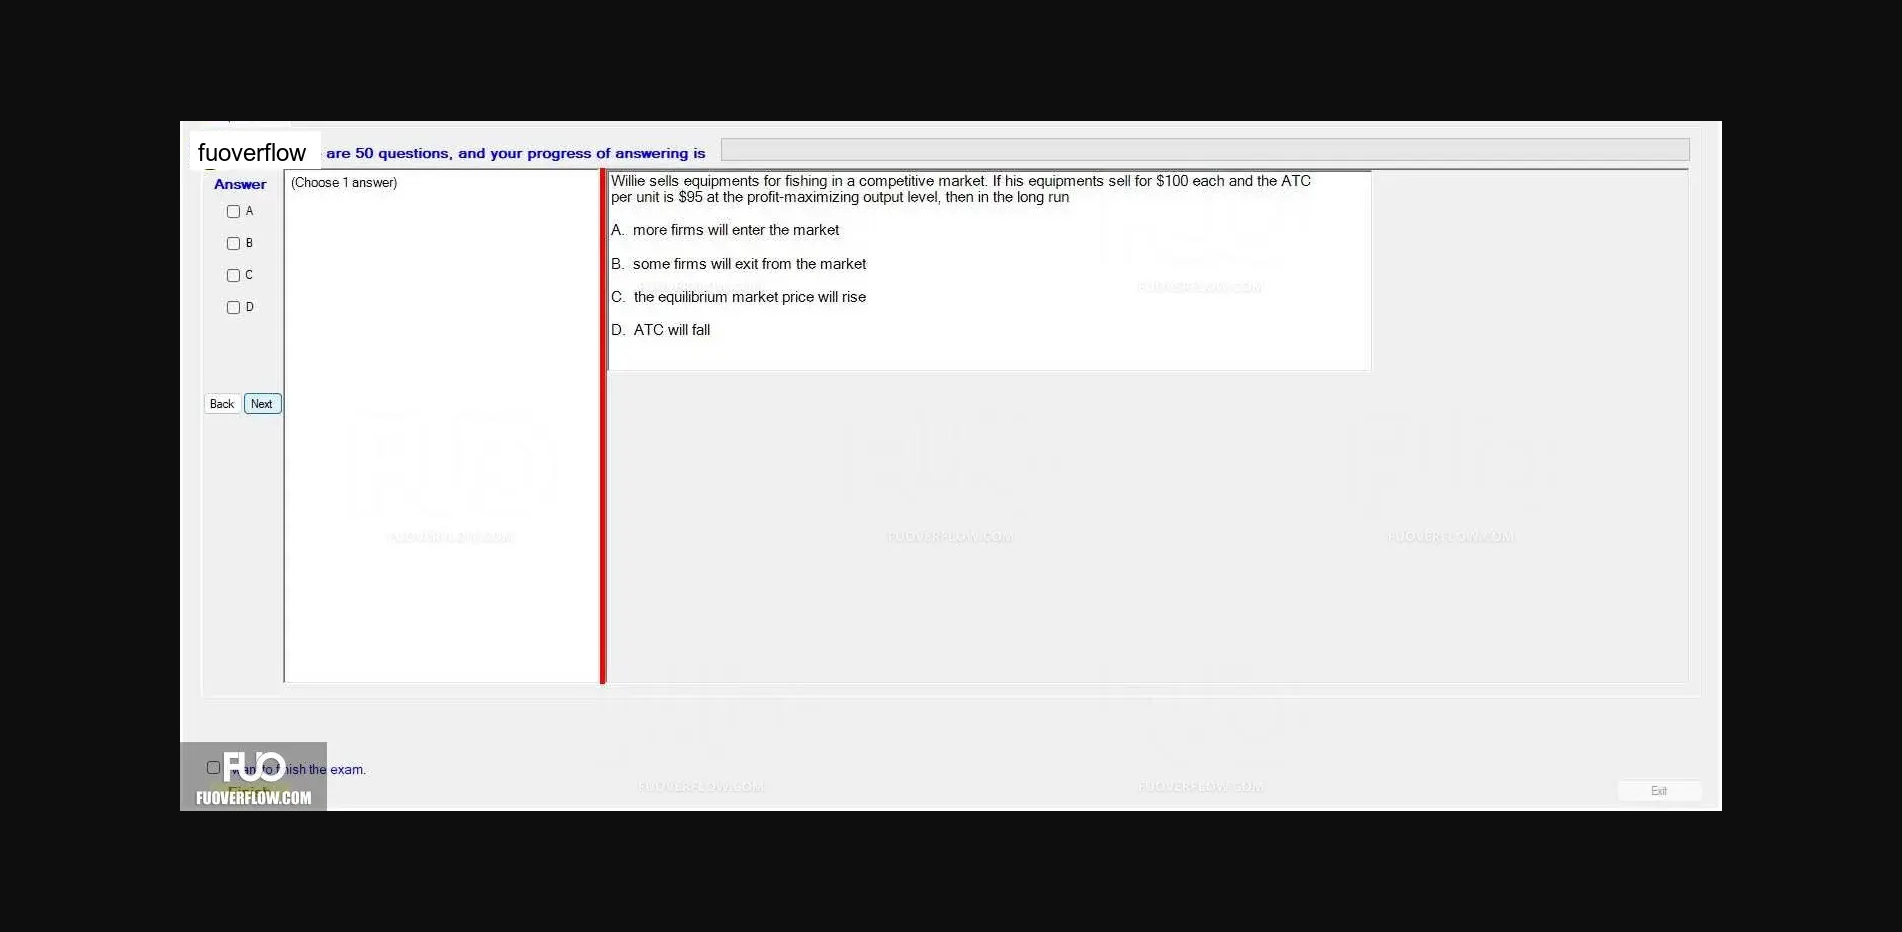 fuoverflow are 50 questions, and your progress of answering is
Answer
(Choose 1 answer)
A
B
C
D
Back Next
Willie sells equipments for fishing in a competitive market. If his equipments sell for $100 each and the ATC
per unit is $95 at the profit-maximizing output level, then in the long run
A. more firms will enter the market
B. some firms will exit from the market
C. the equilibrium market price will rise
D. ATC will fall
FUOVERFLOW.COM
FUOVERFLOW.COM FUOVERFLOW.COM FUOVERFLOW.COM
want to finish the exam.
FUO
Finish
FUOVERFLOW.COM
FUOVERFLOW.COM FUOVERFLOW.COM
Exit